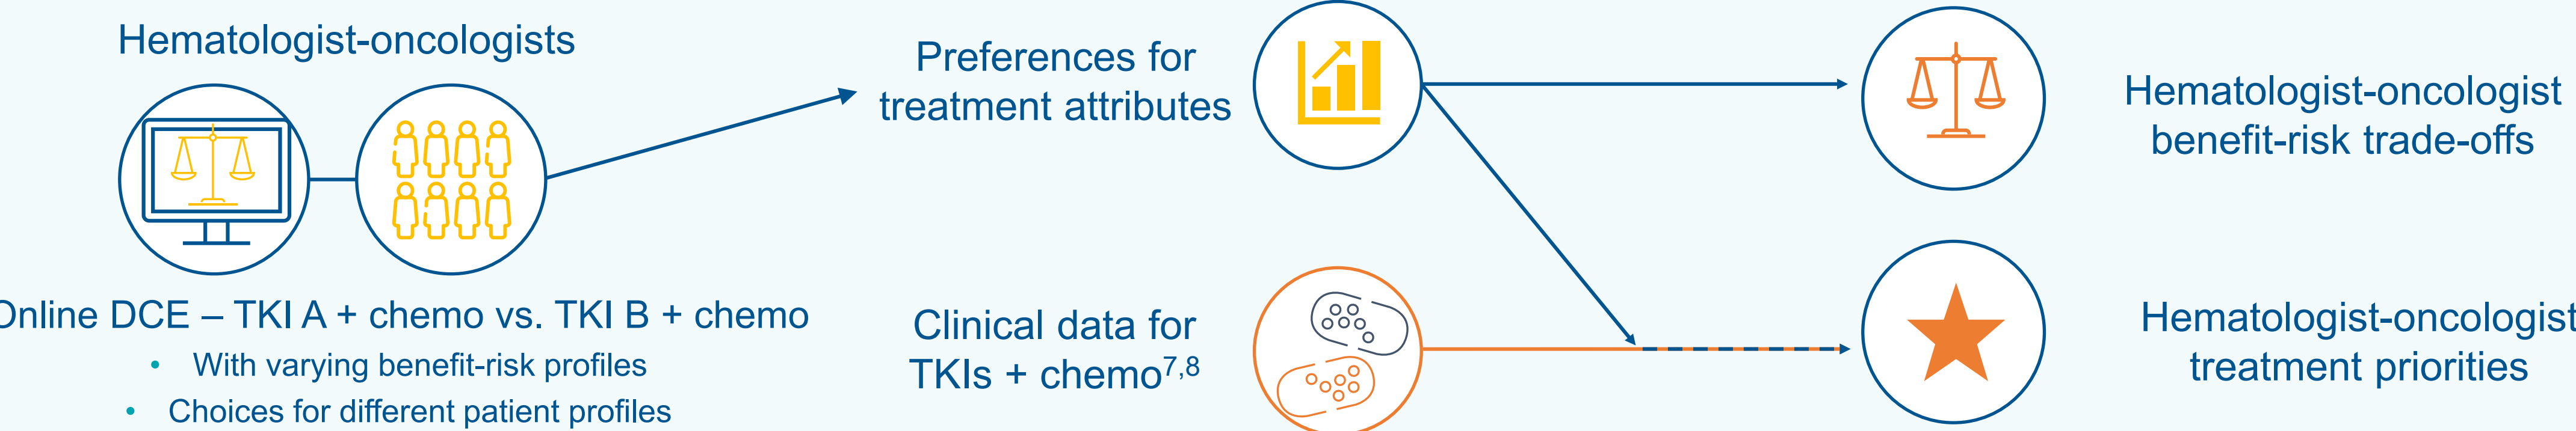 Hematologist-oncologists
Online DCE – TKI A + chemo vs. TKI B + chemo
• With varying benefit-risk profiles
• Choices for different patient profiles
Preferences for
treatment attributes
Clinical data for
TKIs + chemo7,8
Hematologist-oncologist
benefit-risk trade-offs
Hematologist-oncologist
treatment priorities